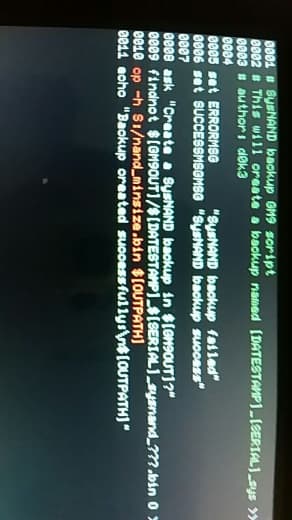 0001 # SysNAND backup GM9 script
0002 # This will create a backup named [DATESTAMP]_[SERIAL]_sys >>
0003 # author: d0k3
0004
0005 set ERRORMSG "SysNAND backup failed"
0006 set SUCCESSMSGMSG "SysNAND backup success"
0007
0008 ask "Create a SysNAND backup in $[GM9OUT]?"
0009 findnot $[GM9OUT]/$[DATESTAMP]_$[SERIAL]_sysnand_???.bin O >
0010 cp -h S:/nand_minsize.bin $[OUTPATH]
0011 echo "Backup created successfully:\n$[OUTPATH]"